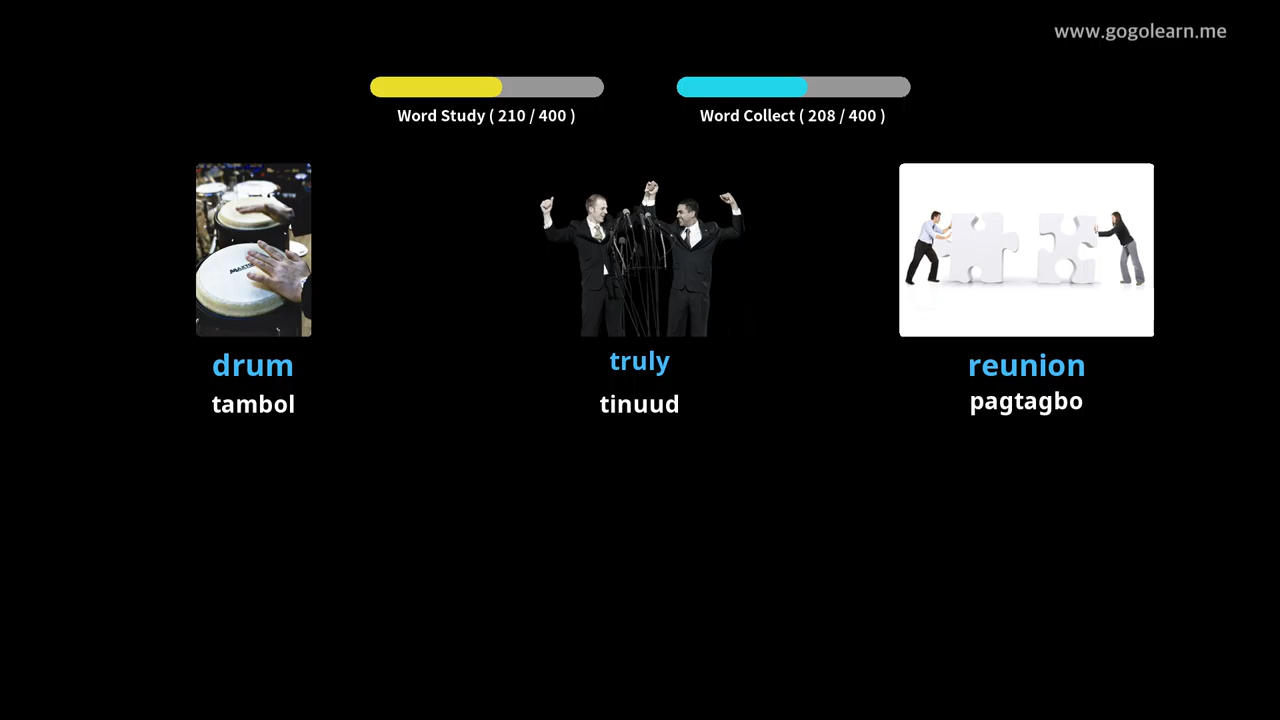 www.gogolearn.me
Word Study ( 210 / 400 )
Word Collect ( 208 / 400 )
drum
tambol
truly
tinuud
reunion
pagtagbo